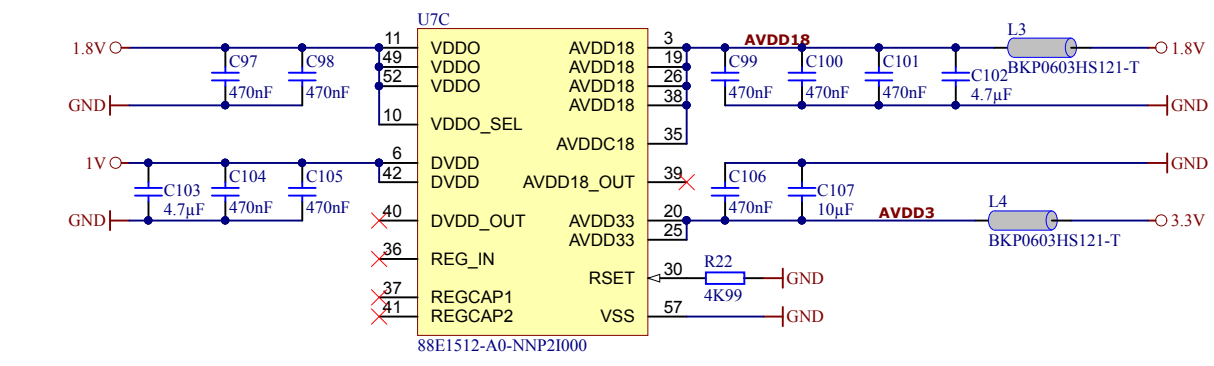 U7C
L3
1.8V
11
VDDO
AVDD18
3
AVDD18
1.8V
49
VDDO
AVDD18
19
C97
C98
C99
C100
C101
BKP0603HS121-T
52
VDDO
AVDD18
26
C102
470nF
470nF
470nF
470nF
470nF
4.7µF
AVDD18
38
GND
GND
10
VDDO_SEL
AVDDC18
35
1V
6
DVDD
GND
42
DVDD
AVDD18_OUT
39
C103
C104
C105
C106
C107
4.7µF
470nF
470nF
470nF
10µF
L4
GND
40
DVDD_OUT
AVDD33
20
AVDD3
3.3V
AVDD33
25
BKP0603HS121-T
36
REG_IN
RSET
30
R22
GND
4K99
37
REGCAP1
41
REGCAP2
VSS
57
GND
88E1512-A0-NNP2I000